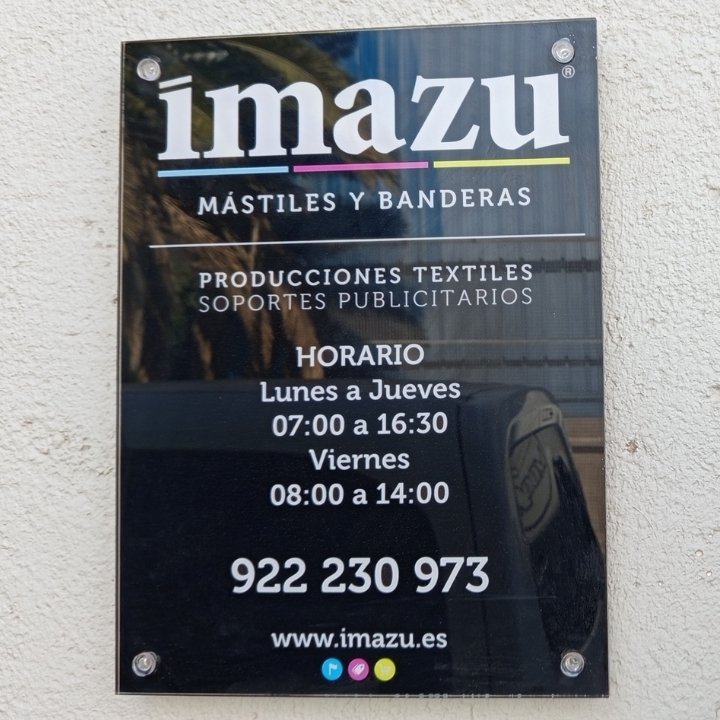 ímazu®
MÁSTILES Y BANDERAS
PRODUCCIONES TEXTILES
SOPORTES PUBLICITARIOS
HORARIO
Lunes a Jueves
07:00 a 16:30
Viernes
08:00 a 14:00
922 230 973
www.imazu.es